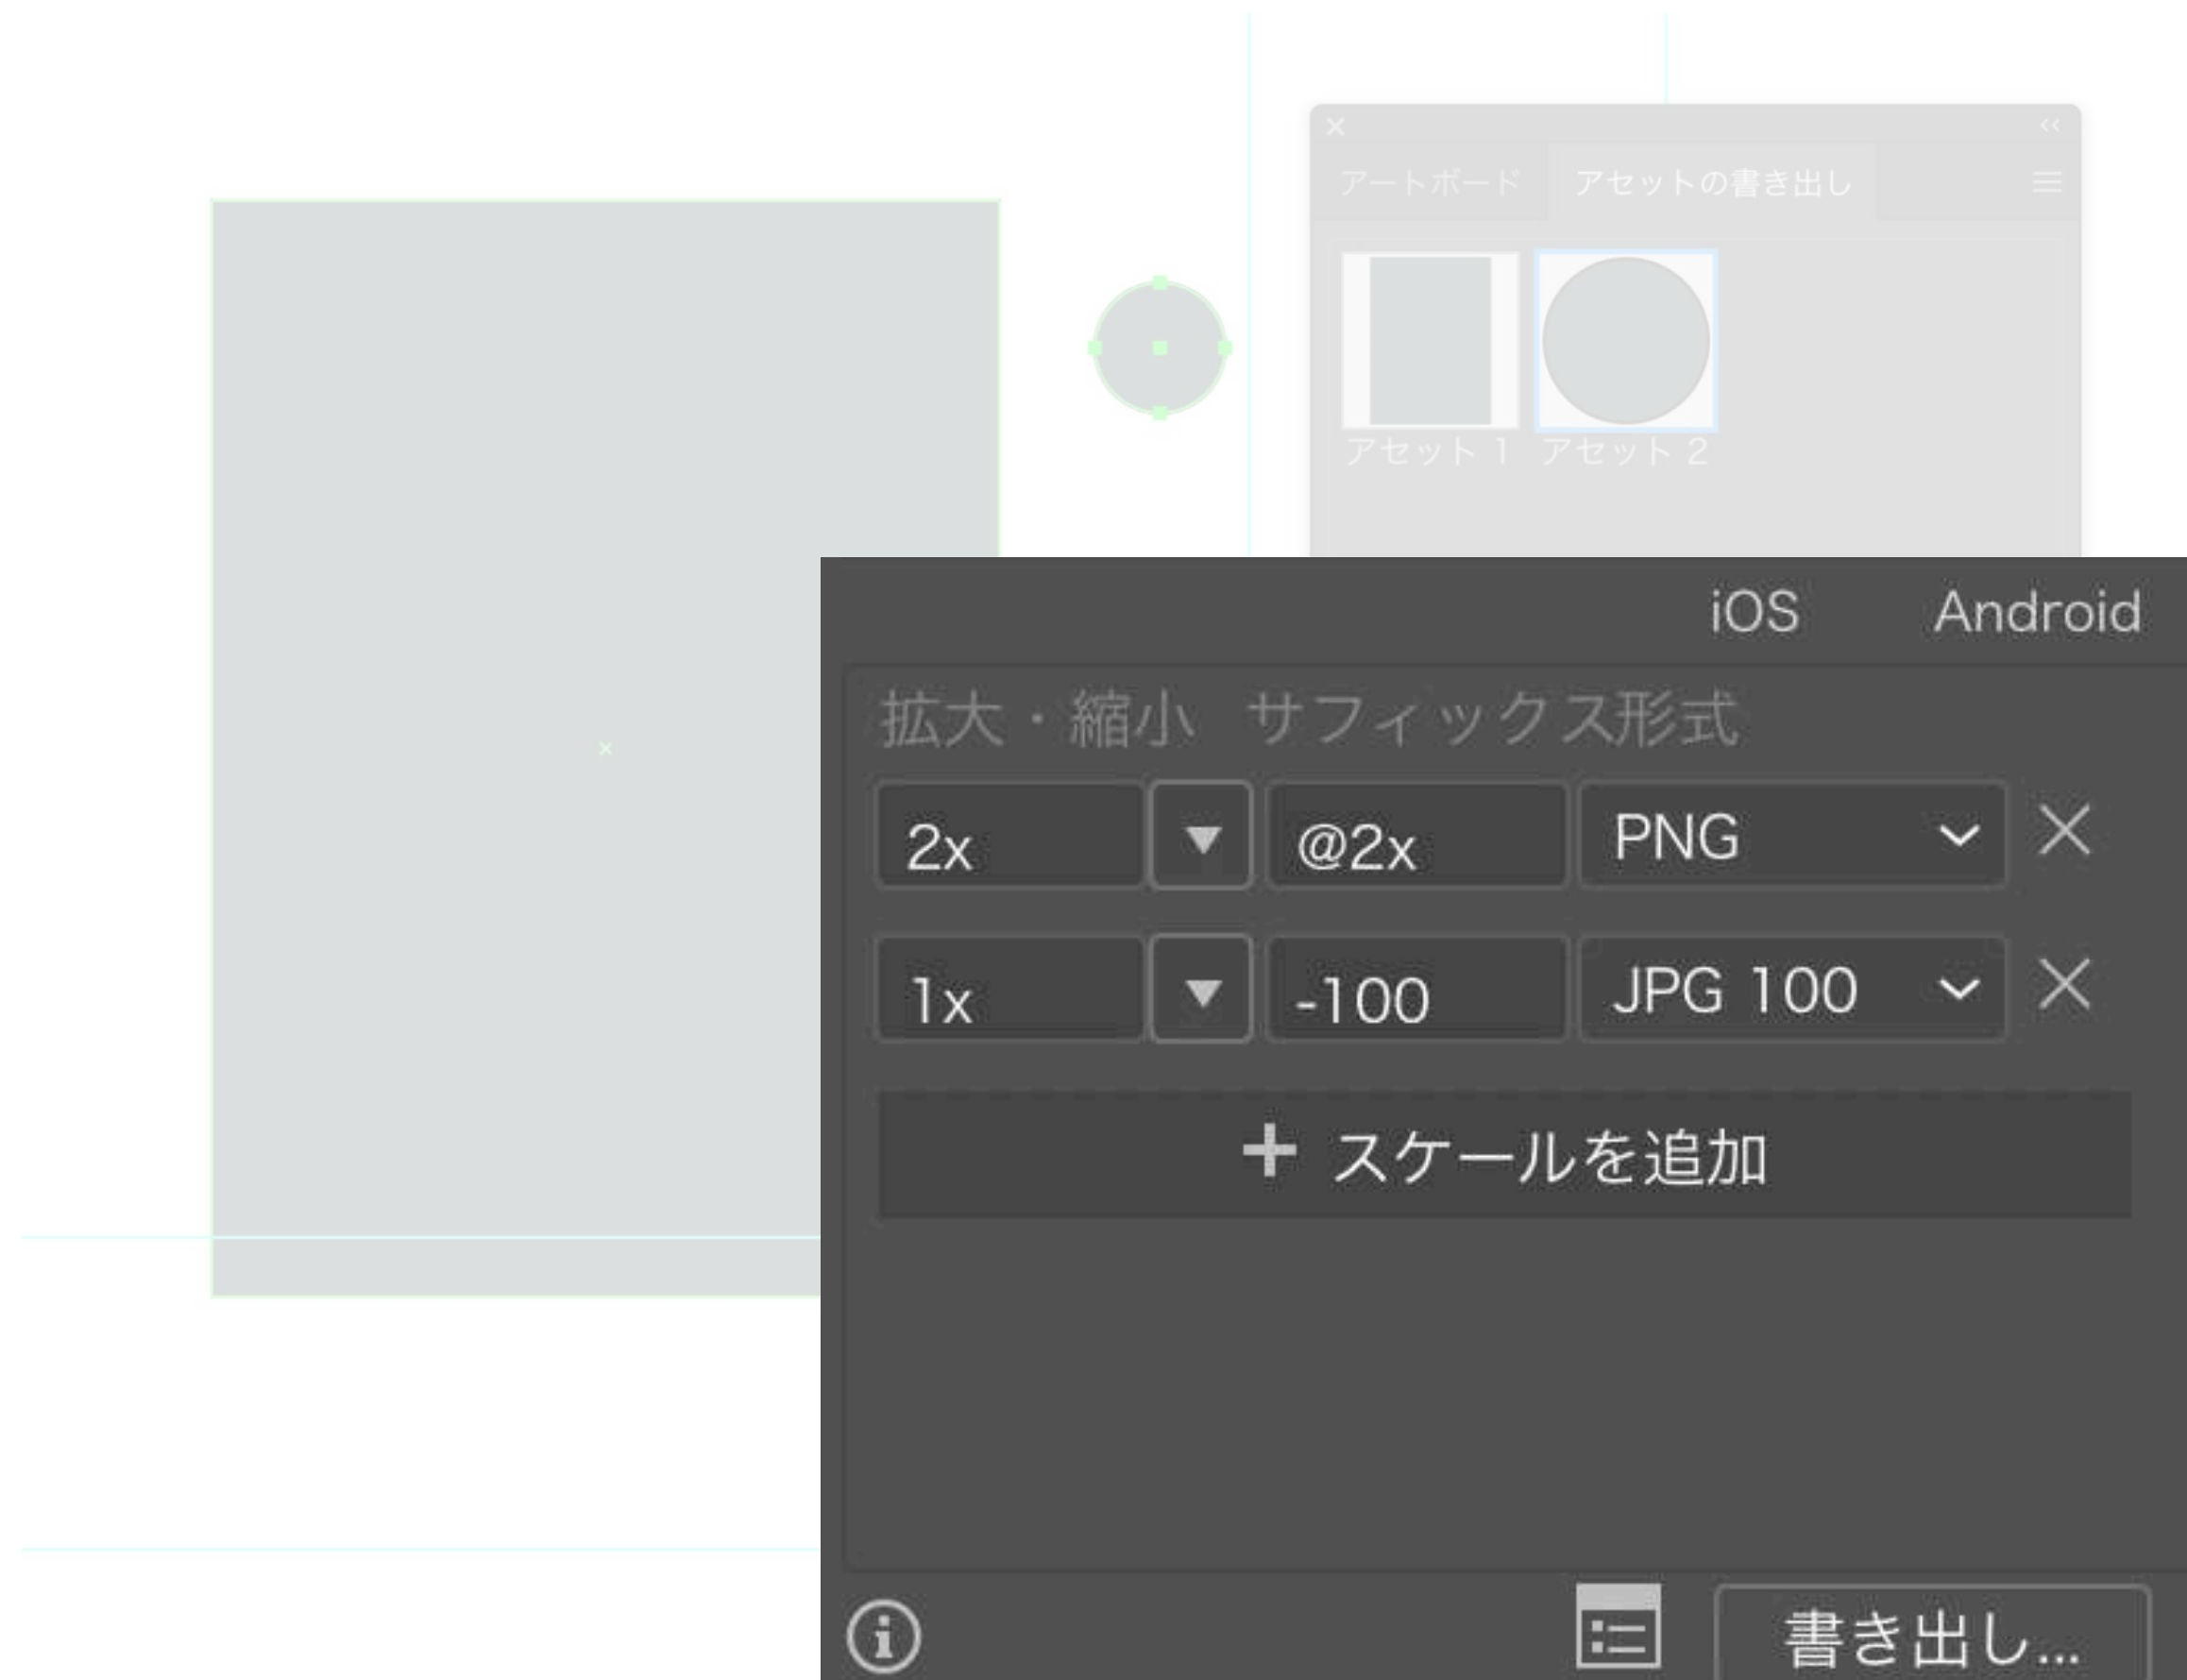 アートボード アセットの書き出し
アセット 1 アセット 2
iOS Android
拡大・縮小 サフィックス形式
2x @2x PNG
1x -100 JPG 100
+ スケールを追加
書き出し...